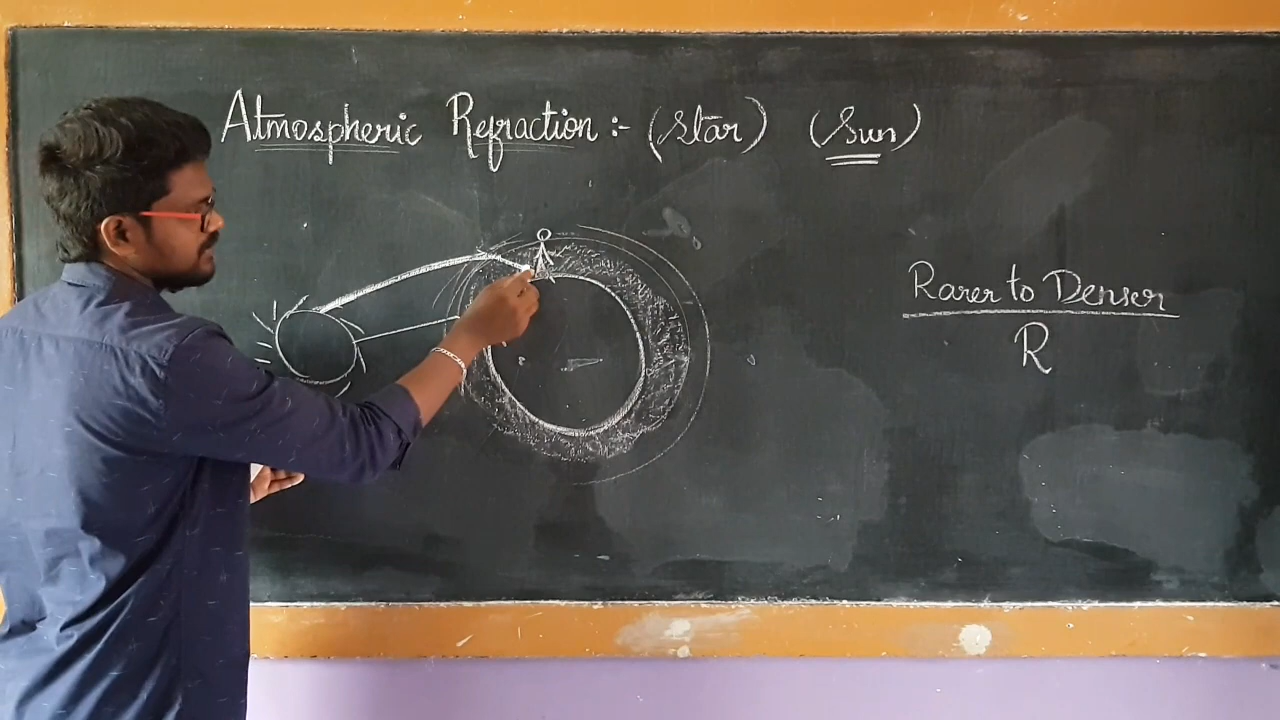 Atmospheric Refraction :- (Star) (Sun)
Rarer to Denser
R